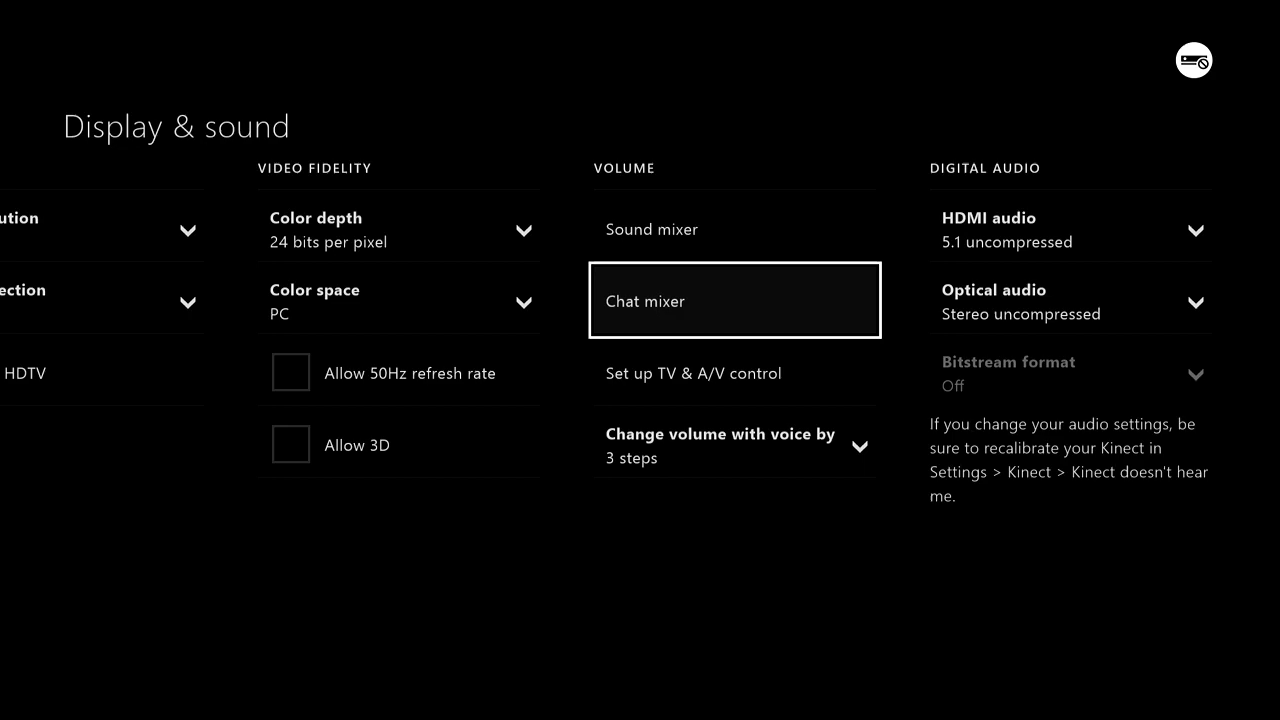 Display & sound
ution
ection
HDTV
VIDEO FIDELITY
Color depth
24 bits per pixel
Color space
PC
Allow 50Hz refresh rate
Allow 3D
VOLUME
Sound mixer
Chat mixer
Set up TV & A/V control
Change volume with voice by
3 steps
DIGITAL AUDIO
HDMI audio
5.1 uncompressed
Optical audio
Stereo uncompressed
Bitstream format
Off
If you change your audio settings, be
sure to recalibrate your Kinect in
Settings > Kinect > Kinect doesn't hear
me.